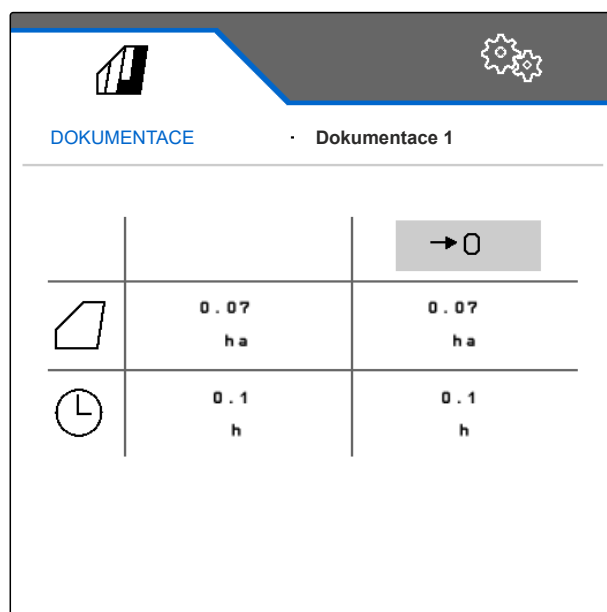 DOKUMENTACE · Dokumentace 1
→0
0.07 0.07
ha ha
0.1 0.1
h h